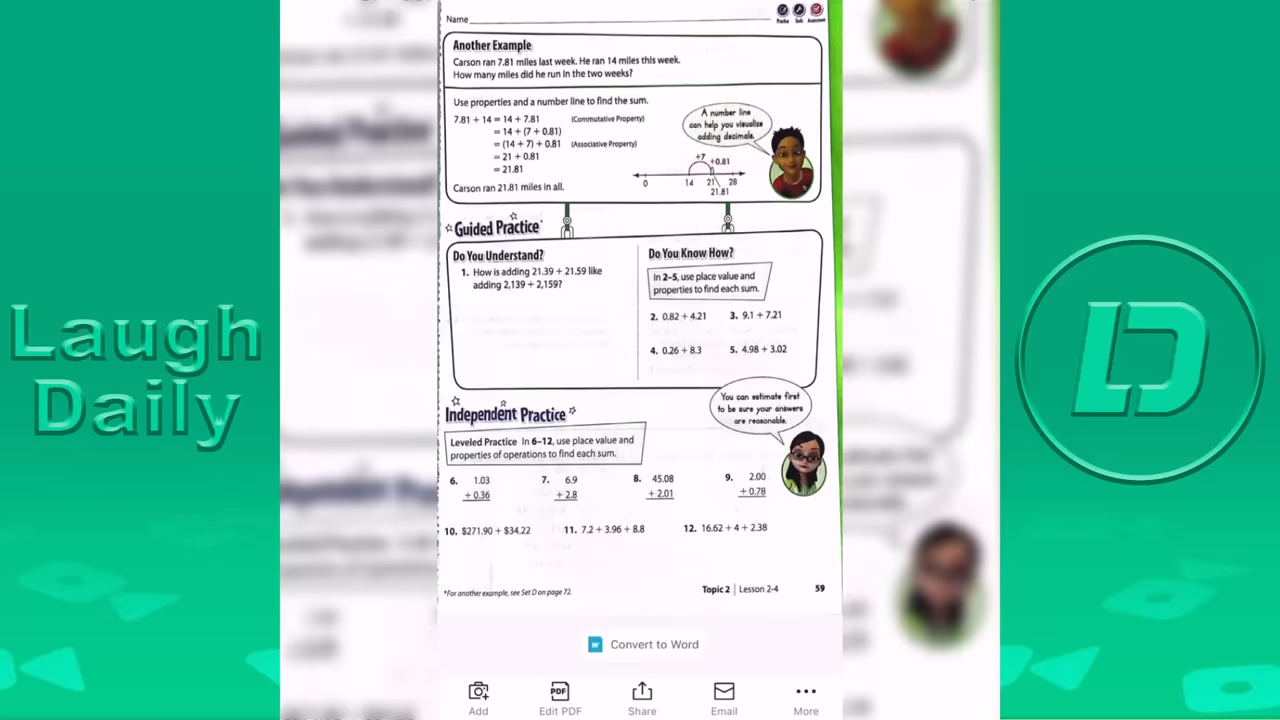 Laugh
Daily
Name
Another Example
Carson ran 7.81 miles last week. He ran 14 miles this week.
How many miles did he run in the two weeks?
Use properties and a number line to find the sum.
7.81 + 14 = 14 + 7.81 (Commutative Property)
= 14 + (7 + 0.81)
= (14 + 7) + 0.81 (Associative Property)
= 21 + 0.81
= 21.81
Carson ran 21.81 miles in all.
A number line
can help you visualize
adding decimals.
+7 +0.81
0 14 21 28
21.81
Guided Practice*
Do You Understand?
1. How is adding 21.39 + 21.59 like
adding 2,139 + 2,159?
Do You Know How?
In 2–5, use place value and
properties to find each sum.
2. 0.82 + 4.21 3. 9.1 + 7.21
4. 0.26 + 8.3 5. 4.98 + 3.02
Independent Practice
You can estimate first
to be sure your answers
are reasonable.
Leveled Practice In 6–12, use place value and
properties of operations to find each sum.
6. 1.03 7. 6.9 8. 45.08 9. 2.00
+ 0.36 + 2.8 + 2.01 + 0.78
10. $271.90 + $34.22 11. 7.2 + 3.96 + 8.8 12. 16.62 + 4 + 2.38
*For another example, see Set D on page 72.
Topic 2 | Lesson 2-4 59
Convert to Word
PDF
Add Edit PDF Share Email More
LD